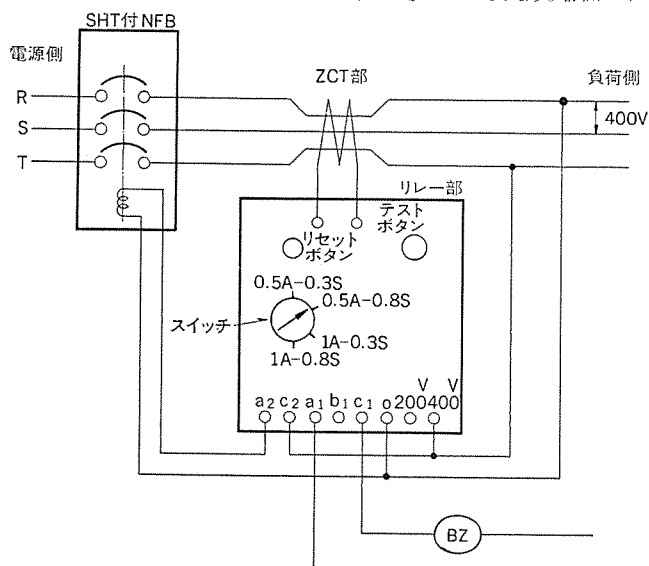 SHT付NFB
電源側
ZCT部
負荷側
R
S
T
400V
リレー部
テスト
ボタン
リセット
ボタン
0.5A-0.3S
0.5A-0.8S
スイッチ
1A-0.3S
1A-0.8S
V V
a2 c2 a1 b1 c1 o 200 400
BZ